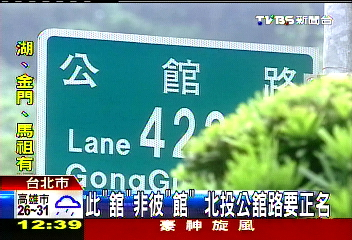 TVBS新聞台
湖、金門、馬祖有
公館路
Lane 42
GongG
台北市
高雄市
26~31
此"舘"非彼"館" 北投公舘路要正名
12:39
豪神旋風